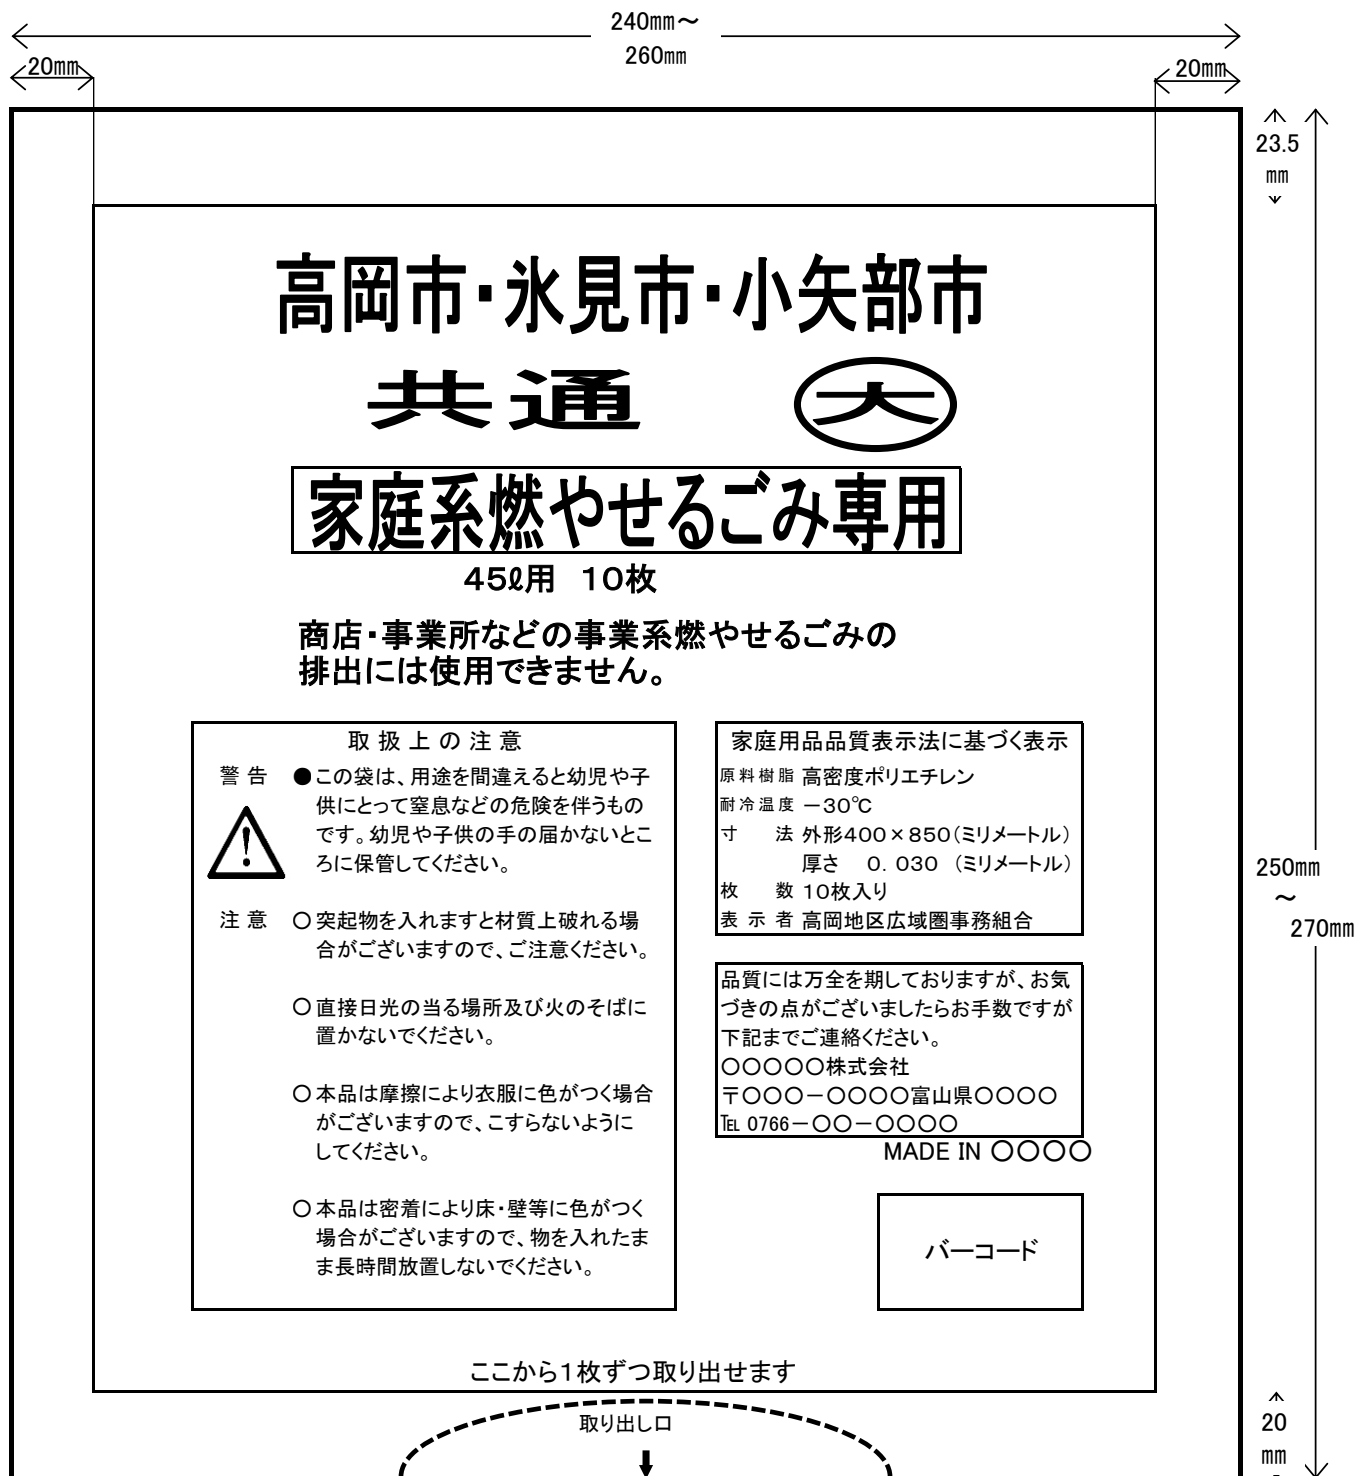 240㎜～
260㎜
20㎜
20㎜
23.5
㎜
高岡市・氷見市・小矢部市
共通 大
家庭系燃やせるごみ専用
45ℓ用 10枚
商店・事業所などの事業系燃やせるごみの
排出には使用できません。
取扱上の注意
警告 ●この袋は、用途を間違えると幼児や子
供にとって窒息などの危険を伴うもの
です。幼児や子供の手の届かないとこ
ろに保管してください。
注意 ○突起物を入れますと材質上破れる場
合がございますので、ご注意ください。
○直接日光の当る場所及び火のそばに
置かないでください。
○本品は摩擦により衣服に色がつく場合
がございますので、こすらないように
してください。
○本品は密着により床・壁等に色がつく
場合がございますので、物を入れたま
ま長時間放置しないでください。
家庭用品品質表示法に基づく表示
原料樹脂 高密度ポリエチレン
耐冷温度 －30℃
寸 法 外形400×850（ミリメートル）
厚さ 0.030（ミリメートル）
枚 数 10枚入り
表示者 高岡地区広域圏事務組合
品質には万全を期しておりますが、お気
づきの点がございましたらお手数ですが
下記までご連絡ください。
○○○○○株式会社
〒○○○－○○○○富山県○○○○
℡ 0766－○○－○○○○
MADE IN ○○○○
バーコード
250㎜
～
270㎜
ここから1枚ずつ取り出せます
取り出し口
20
㎜